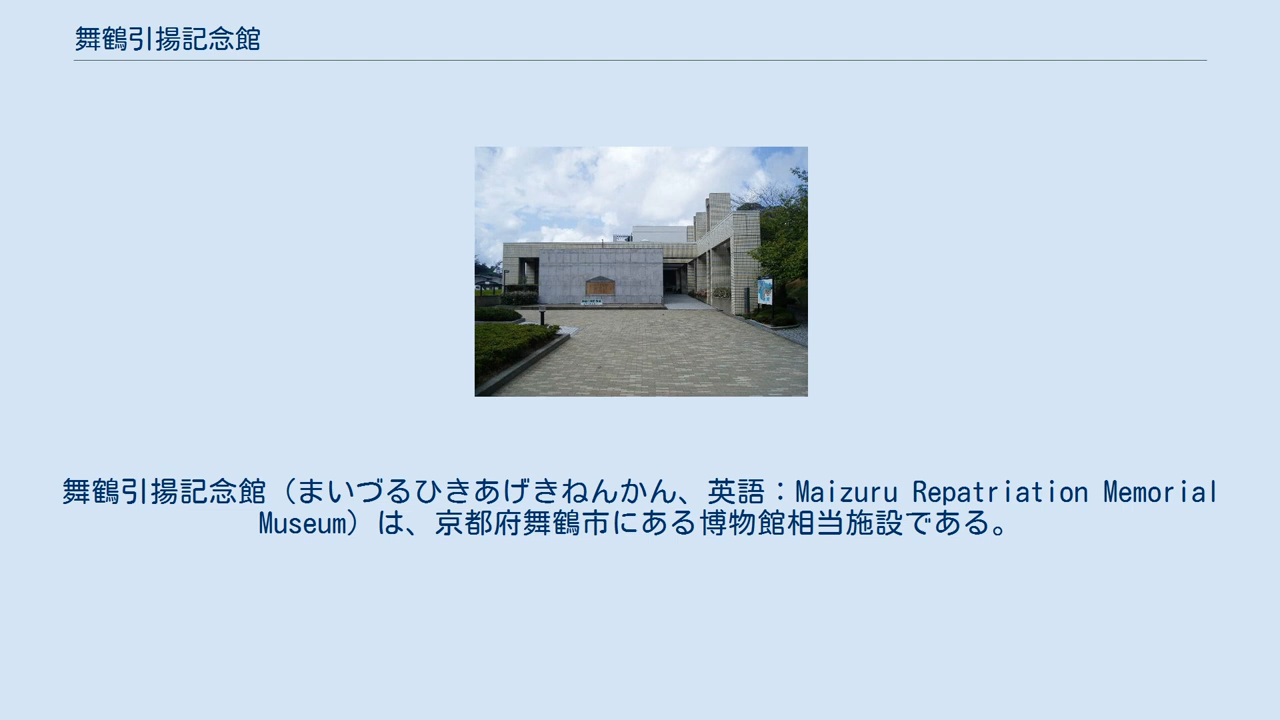 舞鶴引揚記念館
舞鶴引揚記念館（まいづるひきあげきねんかん、英語：Maizuru Repatriation Memorial
Museum）は、京都府舞鶴市にある博物館相当施設である。